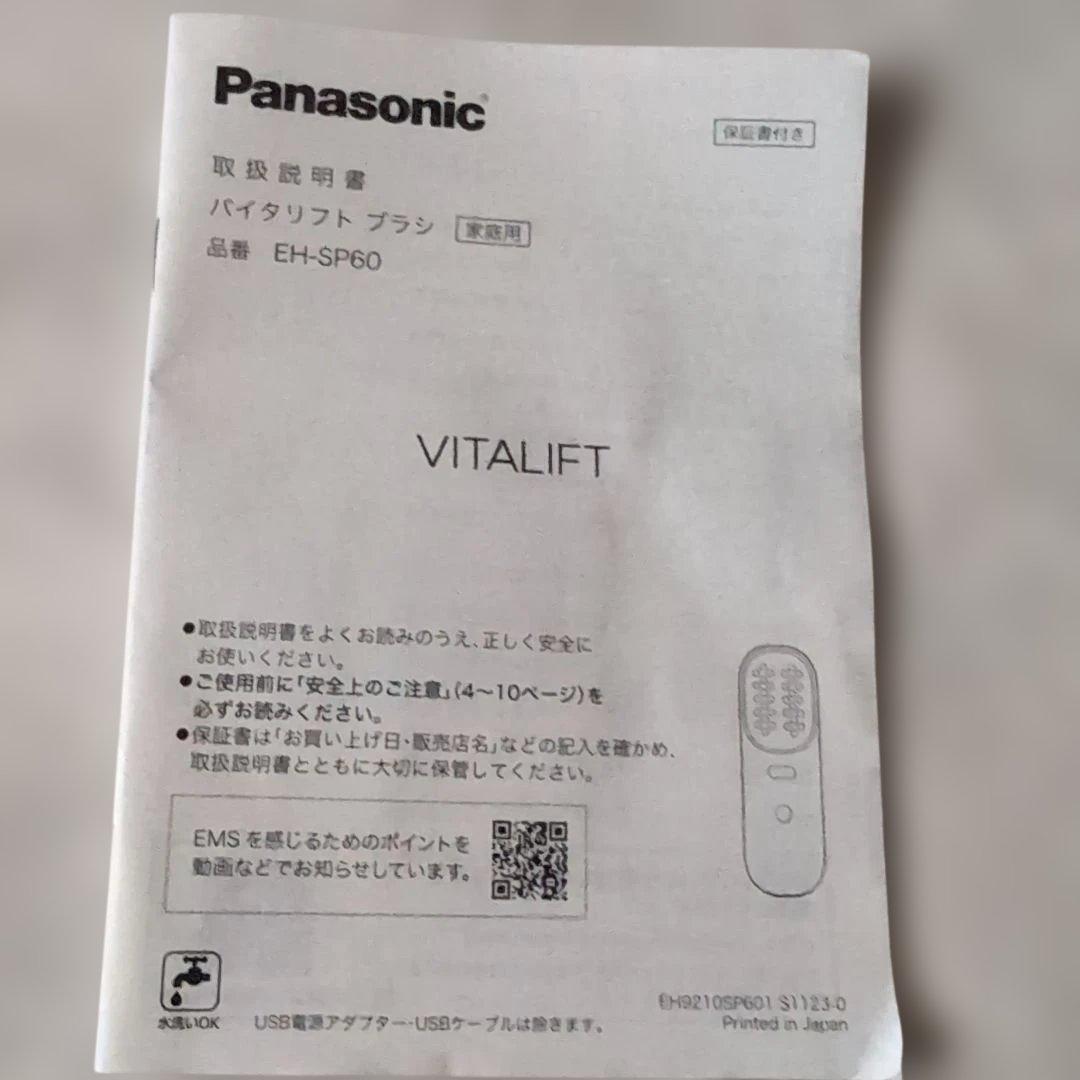 Panasonic
保証書付き
取扱説明書
バイタリフト ブラシ 家庭用
品番 EH-SP60
VITALIFT
●取扱説明書をよくお読みのうえ、正しく安全に
お使いください。
●ご使用前に「安全上のご注意」(4～10ページ)を
必ずお読みください。
●保証書は「お買い上げ日・販売店名」などの記入を確かめ、
取扱説明書とともに大切に保管してください。
EMSを感じるためのポイントを
動画などでお知らせしています。
水洗いOK
USB電源アダプター・USBケーブルは除きます。
EH9210SP601 S1123-0
Printed in Japan